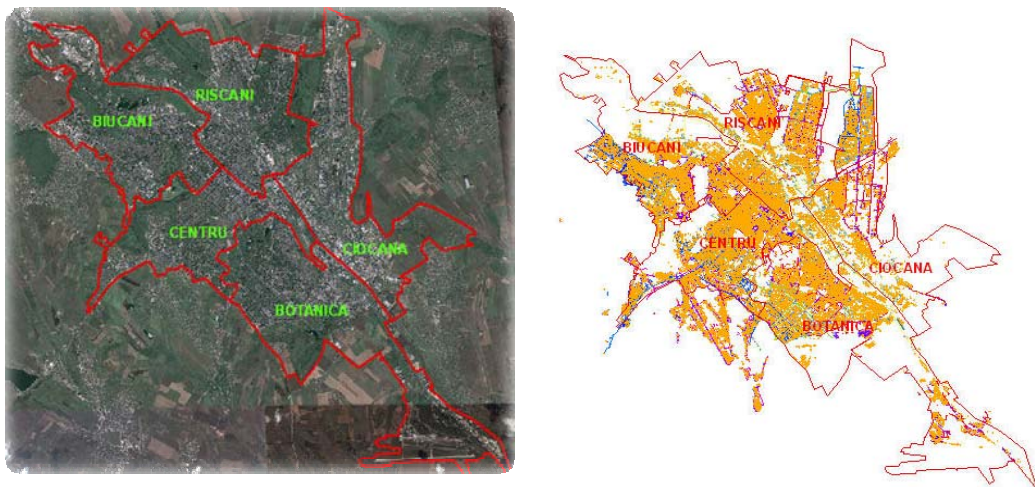 RISCANI
BIUCANI
CENTRU
CIOCANA
BOTANICA
RISCANI
BIUCANI
CENTRU
CIOCANA
BOTANICA